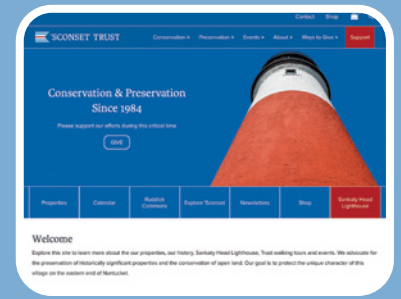 Contact Shop
'SCONSET TRUST Conservation Preservation Events About Ways to Give Support
Conservation & Preservation
Since 1984
Please support our efforts during this critical time
GIVE
Properties Calendar Ruddick Commons Explore 'Sconset Newsletters Shop Sankaty Head Lighthouse
Welcome
Explore this site to learn more about the our properties, our history, Sankaty Head Lighthouse, Trust walking tours and events. We advocate for
the preservation of historically significant properties and the conservation of open land. Our goal is to protect the unique character of this
village on the eastern end of Nantucket.